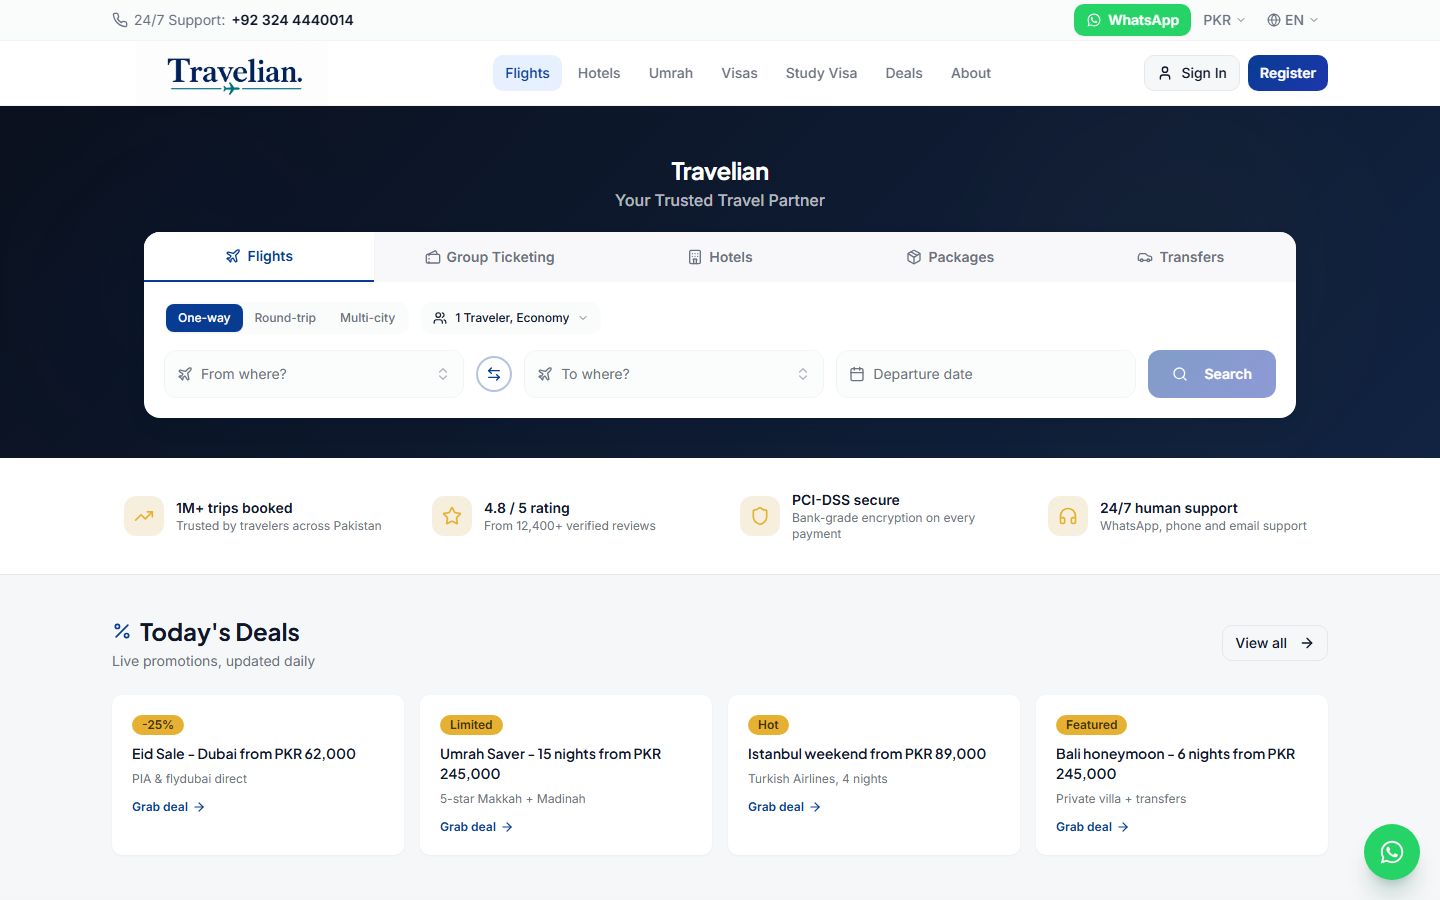 24/7 Support: +92 324 4440014
WhatsApp
PKR
EN
Travelian.
Flights
Hotels
Umrah
Visas
Study Visa
Deals
About
Sign In
Register
Travelian
Your Trusted Travel Partner
Flights
Group Ticketing
Hotels
Packages
Transfers
One-way
Round-trip
Multi-city
1 Traveler, Economy
From where?
To where?
Departure date
Search
1M+ trips booked
Trusted by travelers across Pakistan
4.8 / 5 rating
From 12,400+ verified reviews
PCI-DSS secure
Bank-grade encryption on every
payment
24/7 human support
WhatsApp, phone and email support
Today's Deals
Live promotions, updated daily
View all
-25%
Eid Sale – Dubai from PKR 62,000
PIA & flydubai direct
Grab deal
Limited
Umrah Saver – 15 nights from PKR
245,000
5-star Makkah + Madinah
Grab deal
Hot
Istanbul weekend from PKR 89,000
Turkish Airlines, 4 nights
Grab deal
Featured
Bali honeymoon – 6 nights from PKR
245,000
Private villa + transfers
Grab deal